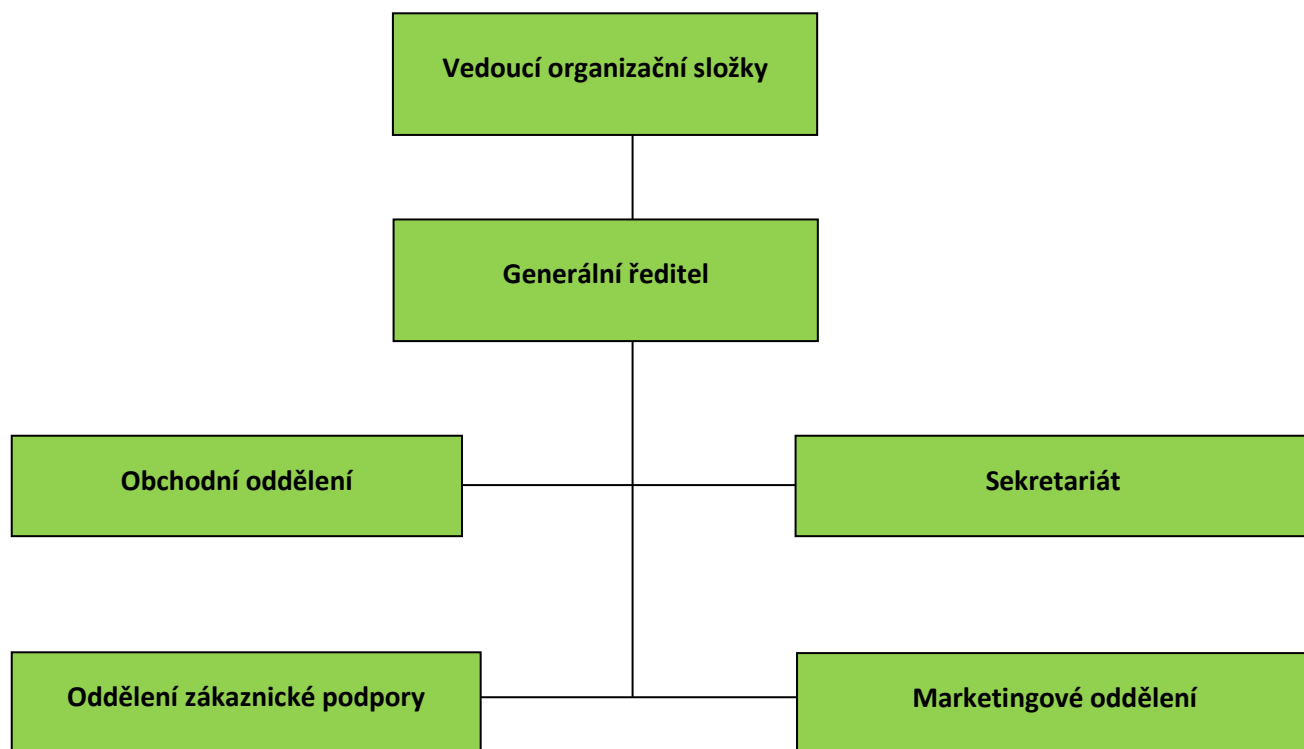 Vedoucí organizační složky
Generální ředitel
Obchodní oddělení
Sekretariát
Oddělení zákaznické podpory
Marketingové oddělení